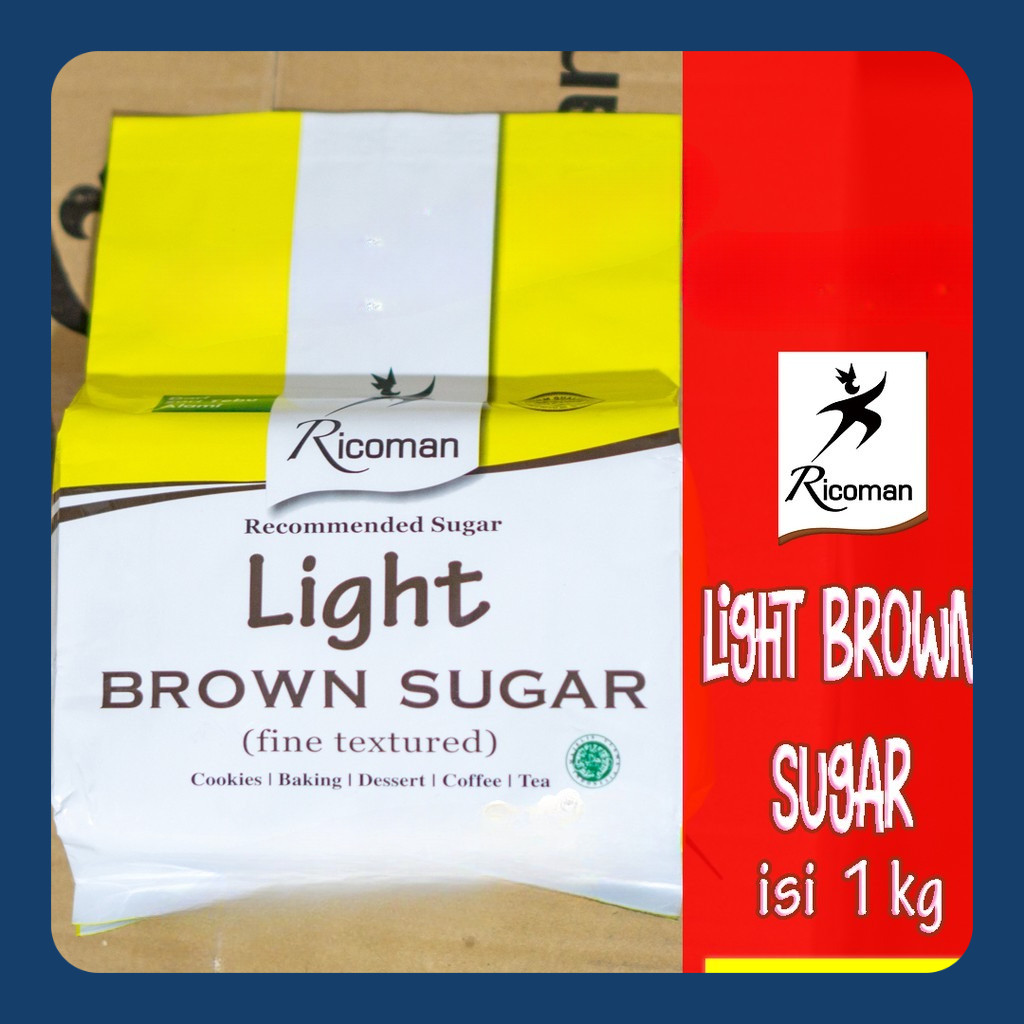 Alami
Ricoman
Recommended Sugar
Light
BROWN SUGAR
(fine textured)
Cookies | Baking | Dessert | Coffee | Tea
Ricoman
LigHT BROWN
SUgAR
isi 1 kg